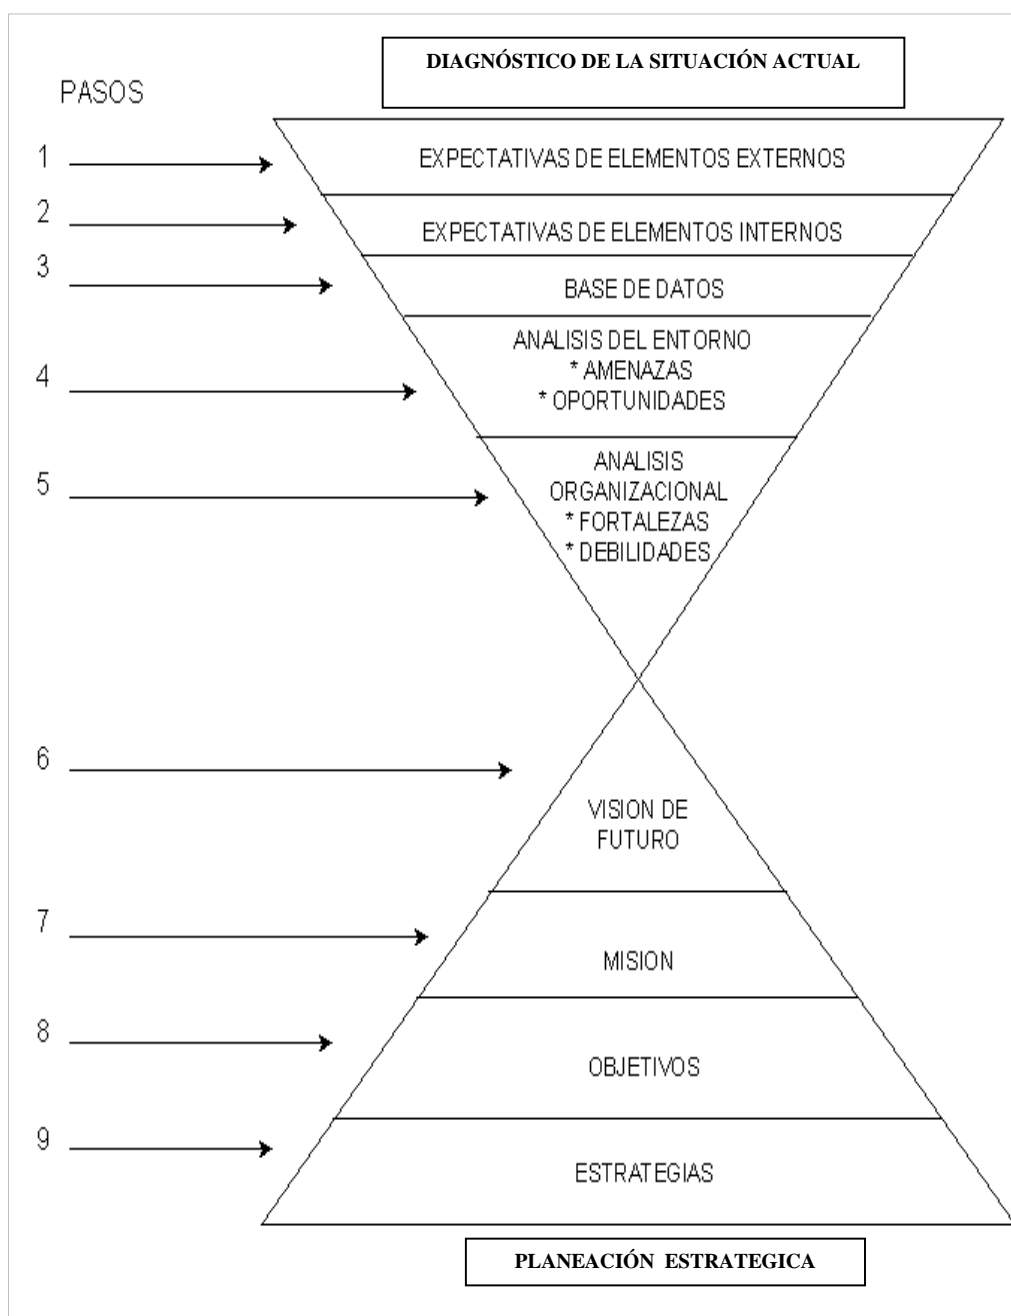 DIAGNÓSTICO DE LA SITUACIÓN ACTUAL
PASOS
1
EXPECTATIVAS DE ELEMENTOS EXTERNOS
2
EXPECTATIVAS DE ELEMENTOS INTERNOS
3
BASE DE DATOS
4
ANALISIS DEL ENTORNO
* AMENAZAS
* OPORTUNIDADES
5
ANALISIS
ORGANIZACIONAL
* FORTALEZAS
* DEBILIDADES
6
VISION DE
FUTURO
7
MISION
8
OBJETIVOS
9
ESTRATEGIAS
PLANEACIÓN ESTRATEGICA